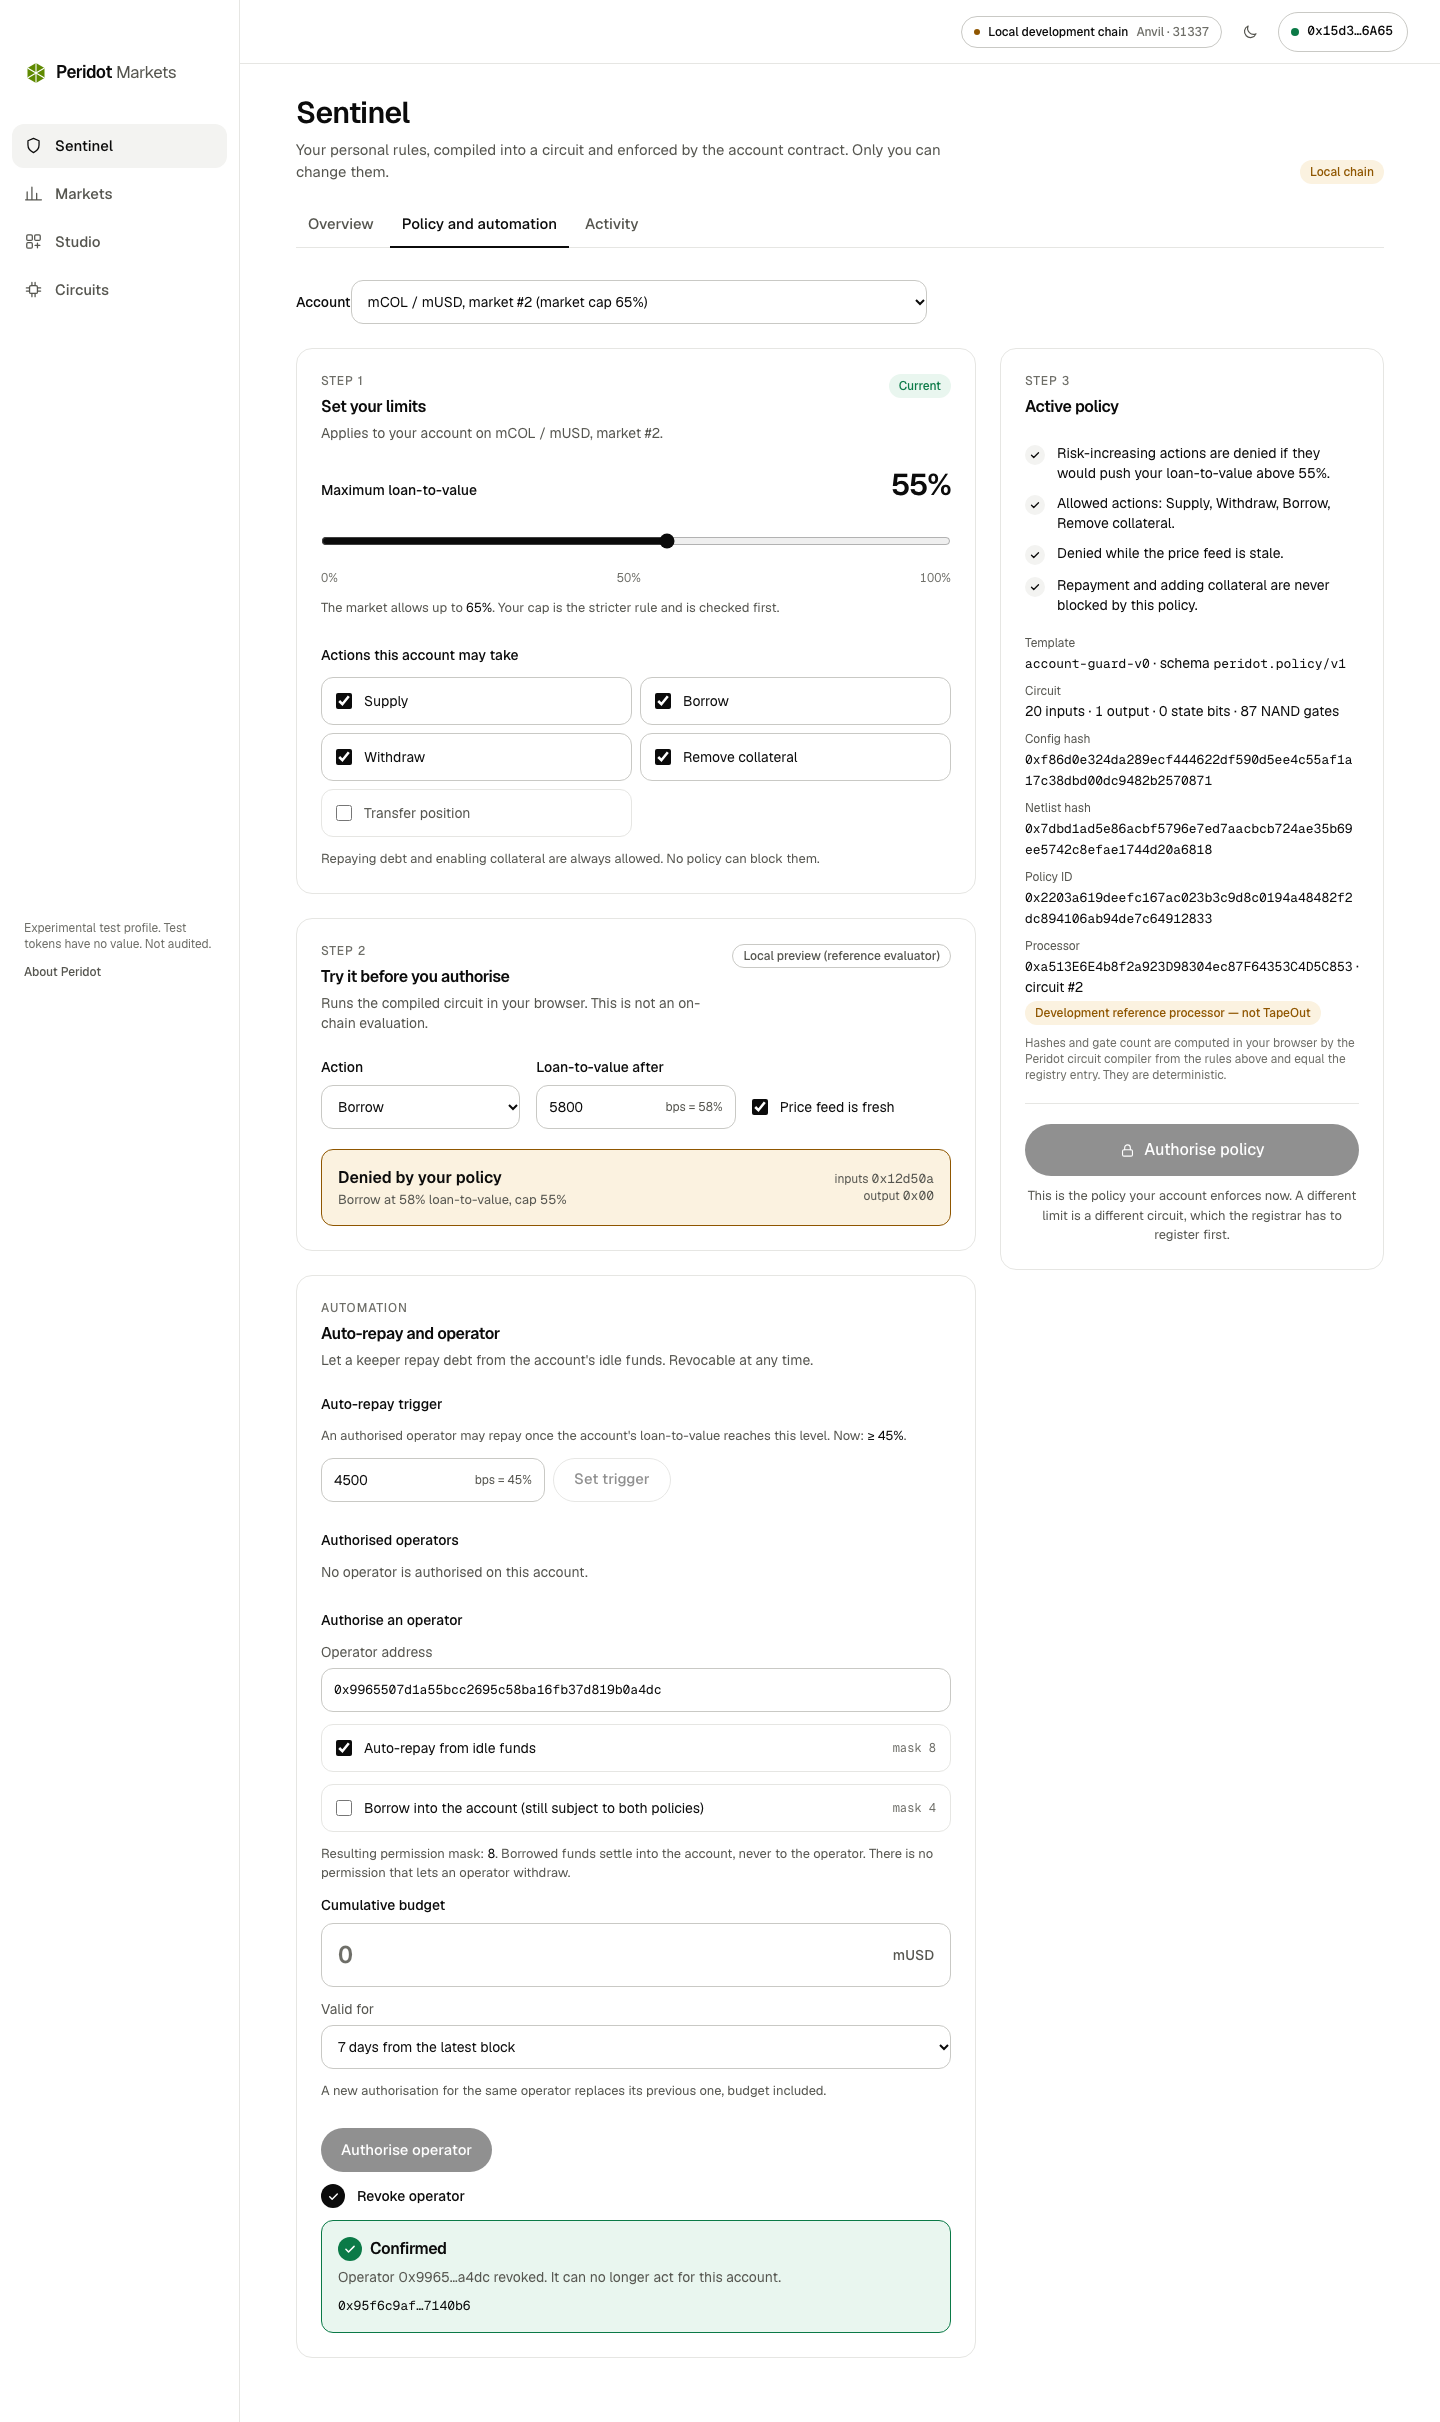 Local development chain Anvil · 31337
0x15d3…6A65
Peridot Markets
Sentinel
Markets
Studio
Circuits
Experimental test profile. Test
tokens have no value. Not audited.
About Peridot
Sentinel
Your personal rules, compiled into a circuit and enforced by the account contract. Only you can
change them.
Local chain
Overview
Policy and automation
Activity
Account
mCOL / mUSD, market #2 (market cap 65%)
STEP 1
Current
Set your limits
Applies to your account on mCOL / mUSD, market #2.
Maximum loan-to-value
55%
0%
50%
100%
The market allows up to 65%. Your cap is the stricter rule and is checked first.
Actions this account may take
Supply
Borrow
Withdraw
Remove collateral
Transfer position
Repaying debt and enabling collateral are always allowed. No policy can block them.
STEP 2
Local preview (reference evaluator)
Try it before you authorise
Runs the compiled circuit in your browser. This is not an on-
chain evaluation.
Action
Loan-to-value after
Borrow
5800
bps = 58%
Price feed is fresh
Denied by your policy
Borrow at 58% loan-to-value, cap 55%
inputs 0x12d50a
output 0x00
AUTOMATION
Auto-repay and operator
Let a keeper repay debt from the account's idle funds. Revocable at any time.
Auto-repay trigger
An authorised operator may repay once the account's loan-to-value reaches this level. Now: ≥ 45%.
4500
bps = 45%
Set trigger
Authorised operators
No operator is authorised on this account.
Authorise an operator
Operator address
0x9965507d1a55bcc2695c58ba16fb37d819b0a4dc
Auto-repay from idle funds
mask 8
Borrow into the account (still subject to both policies)
mask 4
Resulting permission mask: 8. Borrowed funds settle into the account, never to the operator. There is no
permission that lets an operator withdraw.
Cumulative budget
0
mUSD
Valid for
7 days from the latest block
A new authorisation for the same operator replaces its previous one, budget included.
Authorise operator
Revoke operator
Confirmed
Operator 0x9965…a4dc revoked. It can no longer act for this account.
0x95f6c9af…7140b6
STEP 3
Active policy
Risk-increasing actions are denied if they
would push your loan-to-value above 55%.
Allowed actions: Supply, Withdraw, Borrow,
Remove collateral.
Denied while the price feed is stale.
Repayment and adding collateral are never
blocked by this policy.
Template
account-guard-v0 · schema peridot.policy/v1
Circuit
20 inputs · 1 output · 0 state bits · 87 NAND gates
Config hash
0xf86d0e324da289ecf444622df590d5ee4c55af1a
17c38dbd00dc9482b2570871
Netlist hash
0x7dbd1ad5e86acbf5796e7ed7aacbcb724ae35b69
ee5742c8efae1744d20a6818
Policy ID
0x2203a619deefc167ac023b3c9d8c0194a48482f2
dc894106ab94de7c64912833
Processor
0xa513E6E4b8f2a923D98304ec87F64353C4D5C853 ·
circuit #2
Development reference processor — not TapeOut
Hashes and gate count are computed in your browser by the
Peridot circuit compiler from the rules above and equal the
registry entry. They are deterministic.
Authorise policy
This is the policy your account enforces now. A different
limit is a different circuit, which the registrar has to
register first.